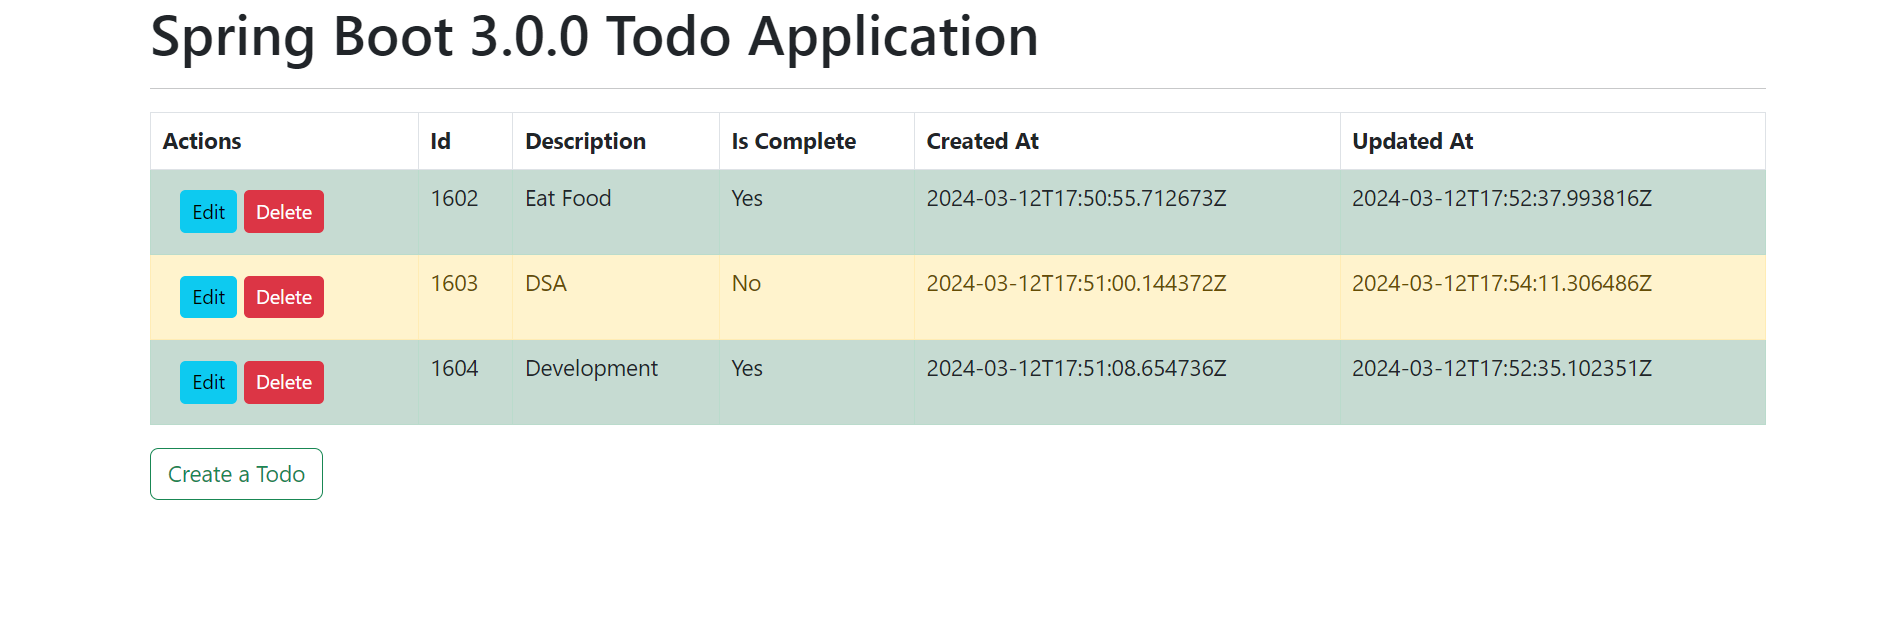 Spring Boot 3.0.0 Todo Application
Actions Id Description Is Complete Created At Updated At
Edit Delete 1602 Eat Food Yes 2024-03-12T17:50:55.712673Z 2024-03-12T17:52:37.993816Z
Edit Delete 1603 DSA No 2024-03-12T17:51:00.144372Z 2024-03-12T17:54:11.306486Z
Edit Delete 1604 Development Yes 2024-03-12T17:51:08.654736Z 2024-03-12T17:52:35.102351Z
Create a Todo